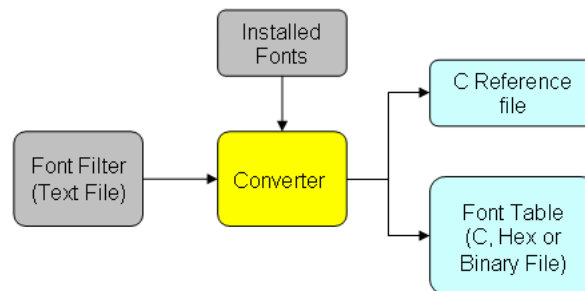 Installed
Fonts
C Reference
file
Font Filter
(Text File)
Converter
Font Table
(C, Hex or
Binary File)